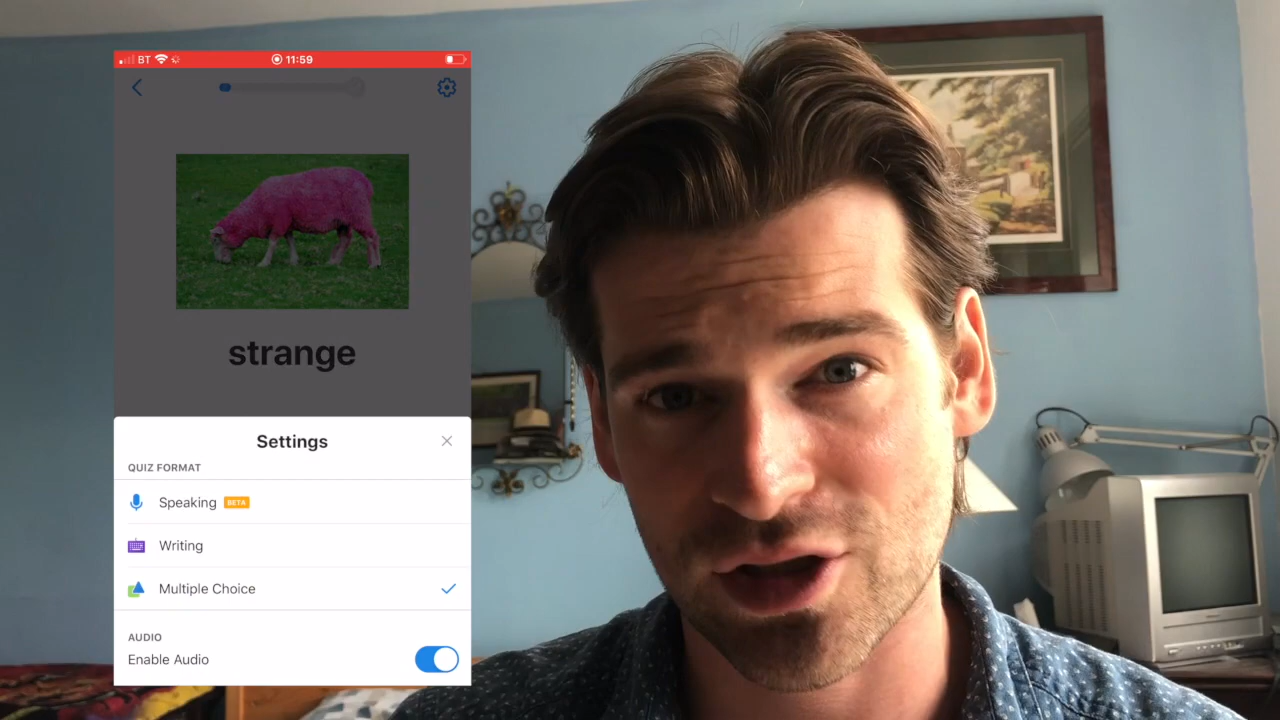 BT 11:59
strange
Settings
QUIZ FORMAT
Speaking BETA
Writing
Multiple Choice
AUDIO
Enable Audio